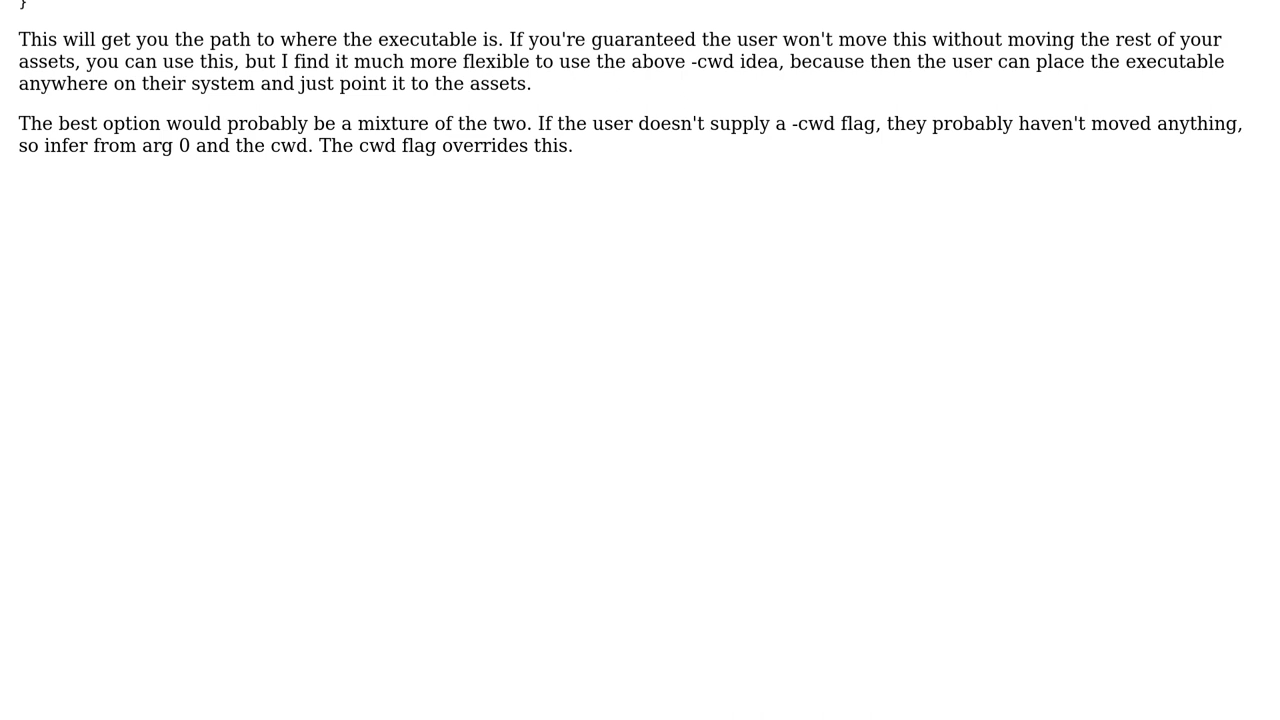 }
This will get you the path to where the executable is. If you're guaranteed the user won't move this without moving the rest of your
assets, you can use this, but I find it much more flexible to use the above -cwd idea, because then the user can place the executable
anywhere on their system and just point it to the assets.
The best option would probably be a mixture of the two. If the user doesn't supply a -cwd flag, they probably haven't moved anything,
so infer from arg 0 and the cwd. The cwd flag overrides this.